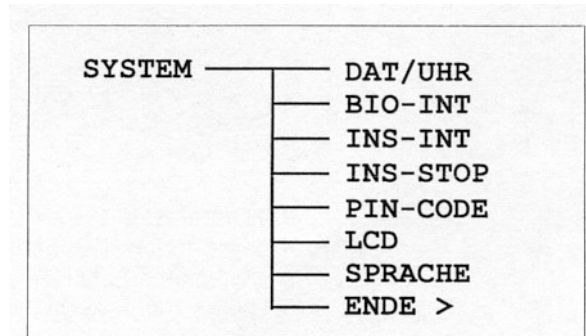 SYSTEM DAT/UHR
BIO-INT
INS-INT
INS-STOP
PIN-CODE
LCD
SPRACHE
ENDE >